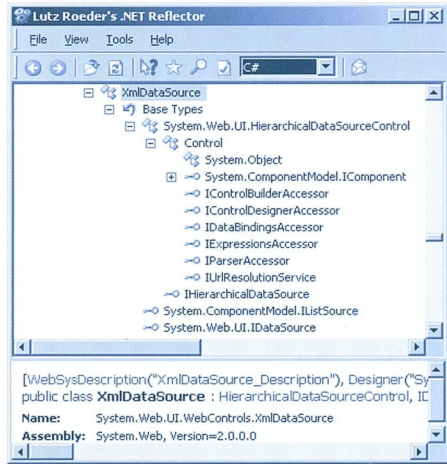 Lutz Roeder's .NET Reflector
File View Tools Help
C#
XmlDataSource
Base Types
System.Web.UI.HierarchicalDataSourceControl
Control
System.Object
System.ComponentModel.IComponent
IControlBuilderAccessor
IControlDesignerAccessor
IDataBindingsAccessor
IExpressionsAccessor
IParserAccessor
IUrlResolutionService
IHierarchicalDataSource
System.ComponentModel.IListSource
System.Web.UI.IDataSource
[WebSysDescription("XmlDataSource_Description"), Designer("Sy
public class XmlDataSource : HierarchicalDataSourceControl, ID
Name: System.Web.UI.WebControls.XmlDataSource
Assembly: System.Web, Version=2.0.0.0